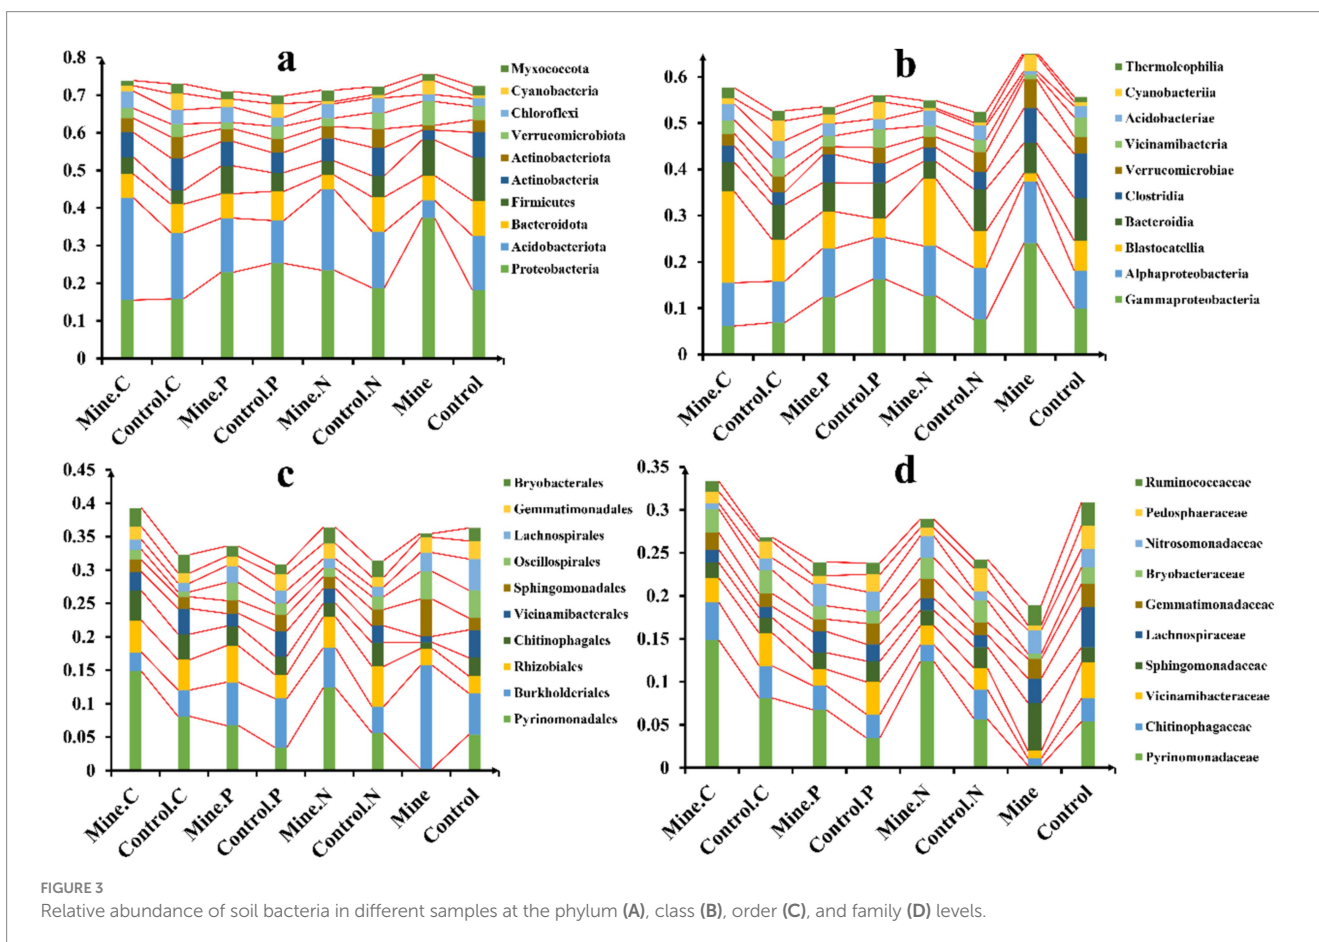 a
0.8
0.7
0.6
0.5
0.4
0.3
0.2
0.1
0
Mine.C
Control.C
Mine.P
Control.P
Mine.N
Control.N
Mine
Control
Myxococcota
Cyanobacteria
Chloroflexi
Verrucomicrobiota
Actinobacteriota
Actinobacteria
Firmicutes
Bacteroidota
Acidobacteriota
Proteobacteria
b
0.6
0.5
0.4
0.3
0.2
0.1
0
Mine.C
Control.C
Mine.P
Control.P
Mine.N
Control.N
Mine
Control
Thermoleophilia
Cyanobacteriia
Acidobacteriae
Vicinamibacteria
Verrucomicrobiae
Clostridia
Bacteroidia
Blastocatellia
Alphaproteobacteria
Gammaproteobacteria
c
0.45
0.4
0.35
0.3
0.25
0.2
0.15
0.1
0.05
0
Mine.C
Control.C
Mine.P
Control.P
Mine.N
Control.N
Mine
Control
Bryobacterales
Gemmatimonadales
Lachnospirales
Oscillospirales
Sphingomonadales
Vicinamibacterales
Chitinophagales
Rhizobiales
Burkholderiales
Pyrinomonadales
d
0.35
0.3
0.25
0.2
0.15
0.1
0.05
0
Mine.C
Control.C
Mine.P
Control.P
Mine.N
Control.N
Mine
Control
Ruminococcaceae
Pedosphaeraceae
Nitrosomonadaceae
Bryobacteraceae
Gemmatimonadaceae
Lachnospiraceae
Sphingomonadaceae
Vicinamibacteraceae
Chitinophagaceae
Pyrinomonadaceae
FIGURE 3
Relative abundance of soil bacteria in different samples at the phylum (A), class (B), order (C), and family (D) levels.